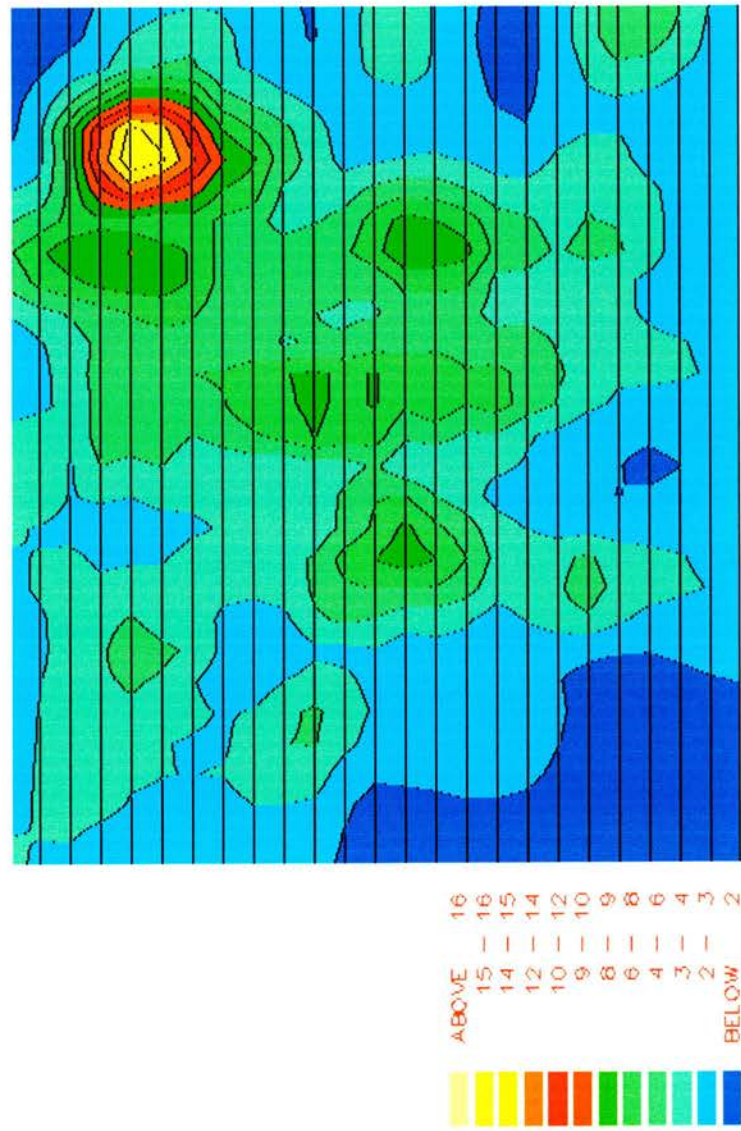 ABOVE 16
15 — 16
14 — 15
12 — 14
10 — 12
9 — 10
8 — 9
6 — 8
4 — 6
3 — 4
2 — 3
BELOW 2